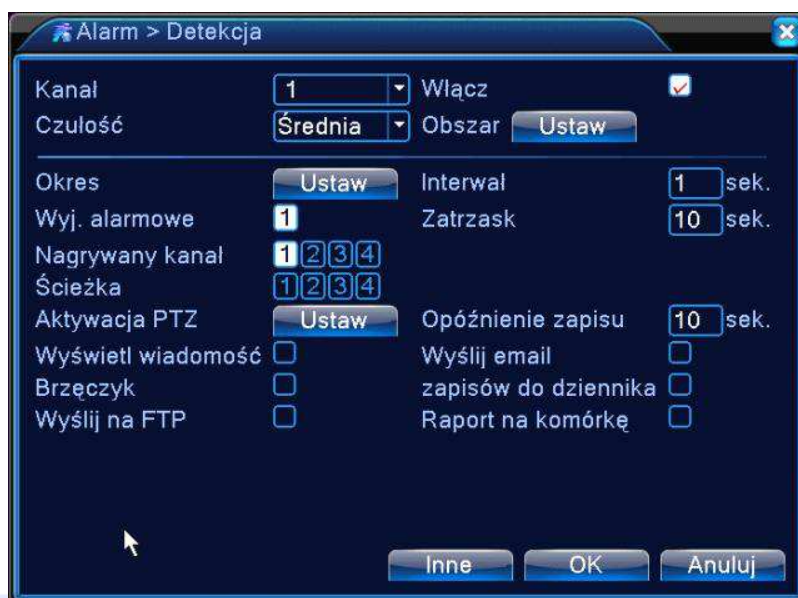 Alarm > Detekcja
Kanał 1 Włącz
Czułość Średnia Obszar Ustaw
Okres Ustaw Interwał 1 sek.
Wyj. alarmowe 1 Zatrzask 10 sek.
Nagrywany kanał 1 2 3 4
Ścieżka 1 2 3 4
Aktywacja PTZ Ustaw Opóźnienie zapisu 10 sek.
Wyświetl wiadomość Wyślij email
Brzęczyk zapisów do dziennika
Wyślij na FTP Raport na komórkę
Inne OK Anuluj